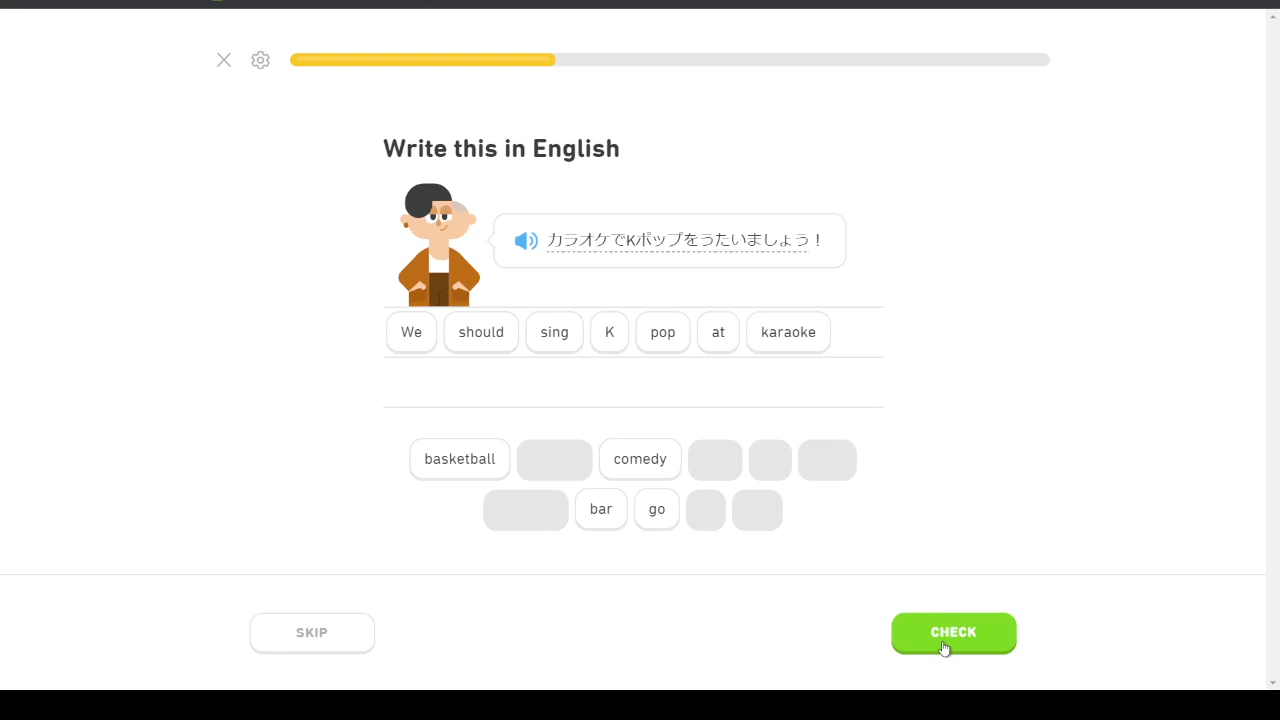 Write this in English
カラオケでKポップをうたいましょう！
We should sing K pop at karaoke
basketball comedy
bar go
SKIP CHECK